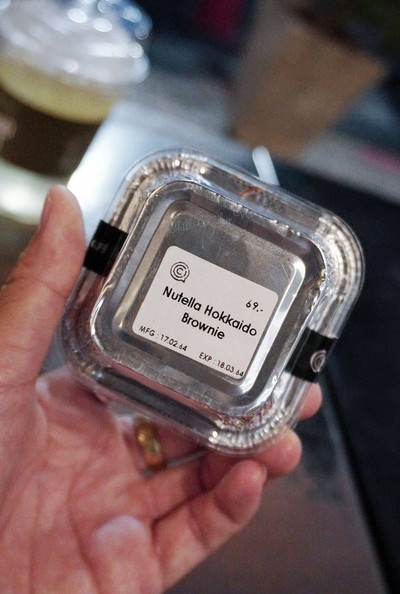 69.-
Nutella Hokkaido
Brownie
MFG : 17.02.64
EXP : 18.03.64